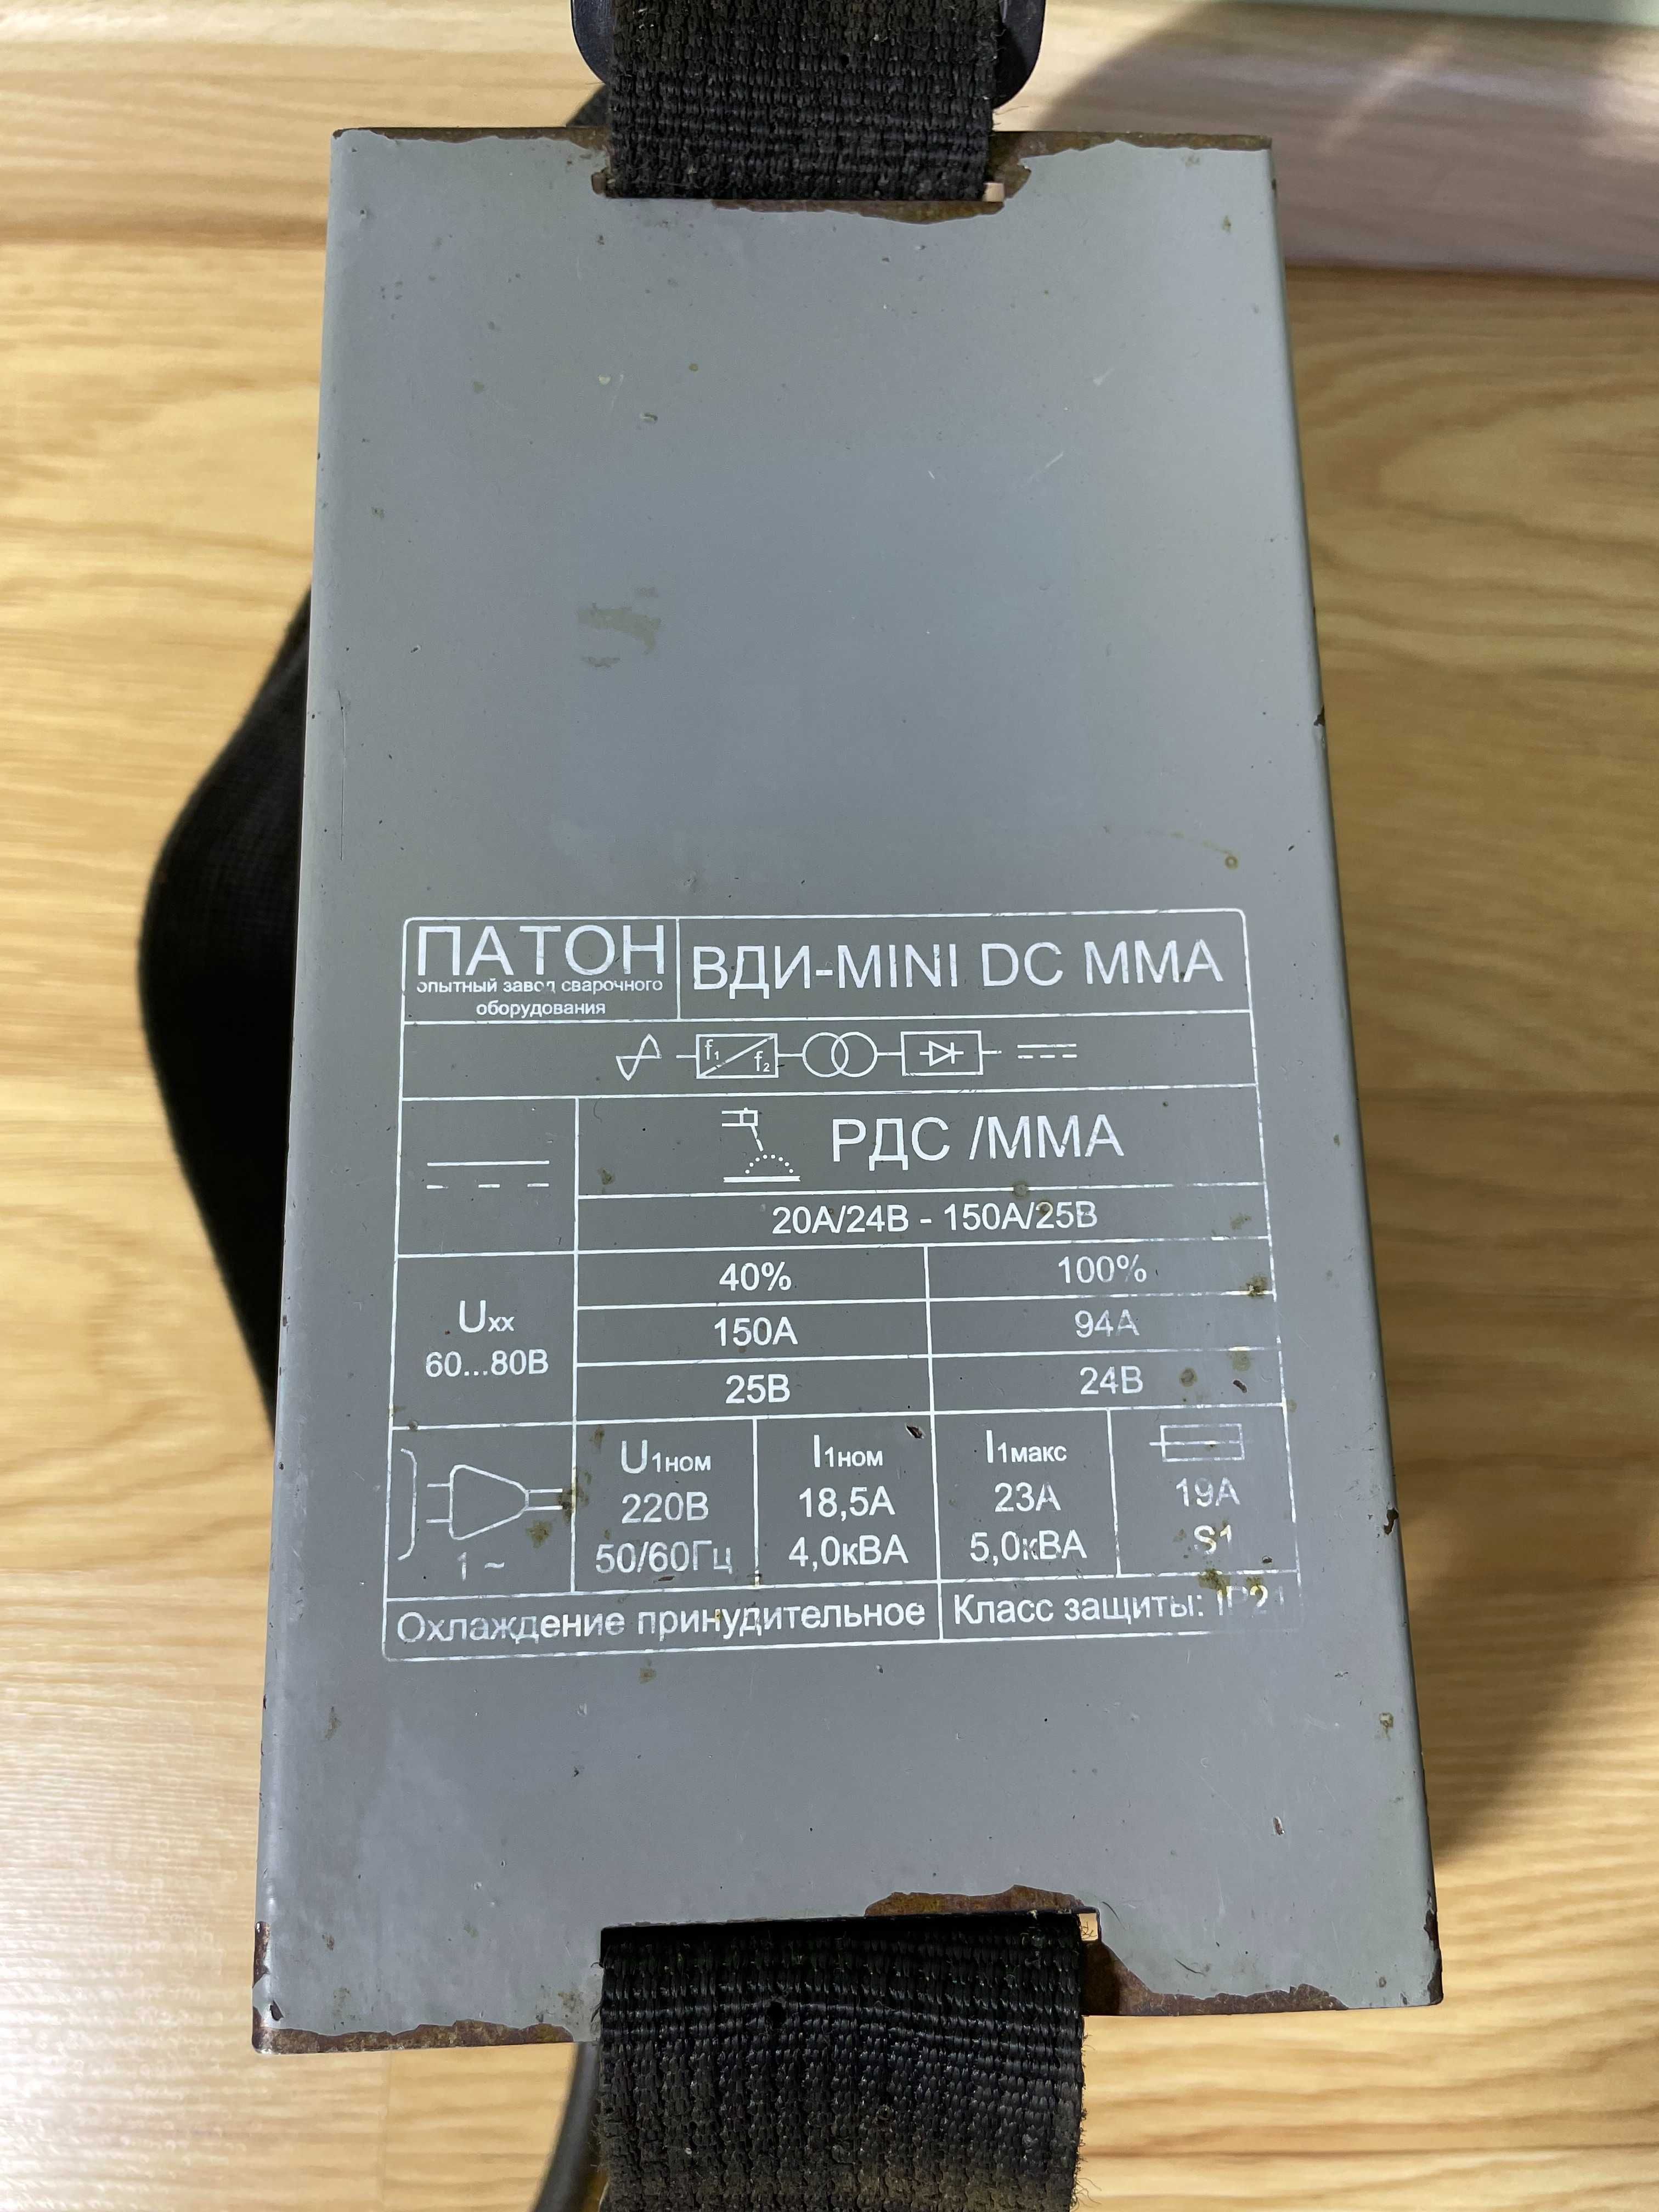 ПАТОН
опытный завод сварочного
оборудования
ВДИ-MINI DC MMA
f1
f2
РДС /MMA
20А/24В - 150А/25В
40%
100%
Uxx
60...80В
150А
94А
25В
24В
1 ~
U1ном
220В
50/60Гц
I1ном
18,5А
4,0кВА
I1макс
23А
5,0кВА
19А
S1
Охлаждение принудительное
Класс защиты: IP21